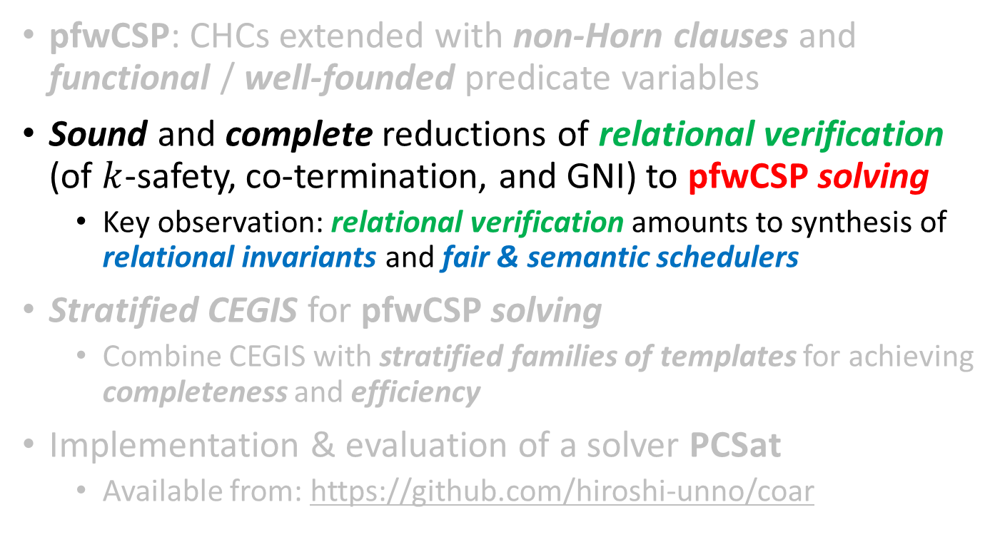 • pfwCSP: CHCs extended with non-Horn clauses and
functional / well-founded predicate variables
• Sound and complete reductions of relational verification
(of k-safety, co-termination, and GNI) to pfwCSP solving
• Key observation: relational verification amounts to synthesis of
relational invariants and fair & semantic schedulers
• Stratified CEGIS for pfwCSP solving
• Combine CEGIS with stratified families of templates for achieving
completeness and efficiency
• Implementation & evaluation of a solver PCSat
• Available from: https://github.com/hiroshi-unno/coar